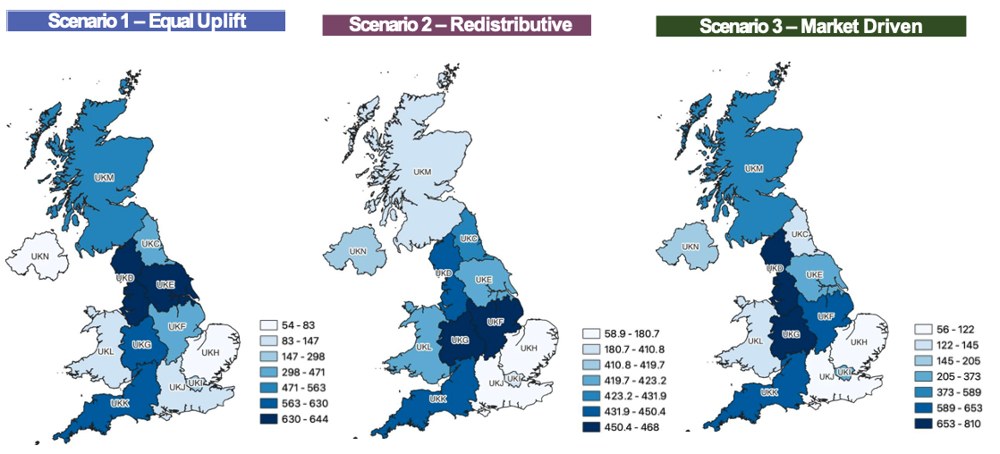 Scenario 1 – Equal Uplift
Scenario 2 – Redistributive
Scenario 3 – Market Driven
UKM
UKN
UKC
UKD
UKE
UKF
UKL
UKG
UKH
UKJ
UKI
UKK
54 - 83
83 - 147
147 - 298
298 - 471
471 - 563
563 - 630
630 - 644
UKM
UKN
UKC
UKD
UKE
UKF
UKL
UKG
UKH
UKJ
UKI
UKK
58.9 - 180.7
180.7 - 410.8
410.8 - 419.7
419.7 - 423.2
423.2 - 431.9
431.9 - 450.4
450.4 - 468
UKM
UKN
UKC
UKD
UKE
UKF
UKL
UKG
UKH
UKJ
UKI
UKK
56 - 122
122 - 145
145 - 205
205 - 373
373 - 589
589 - 653
653 - 810